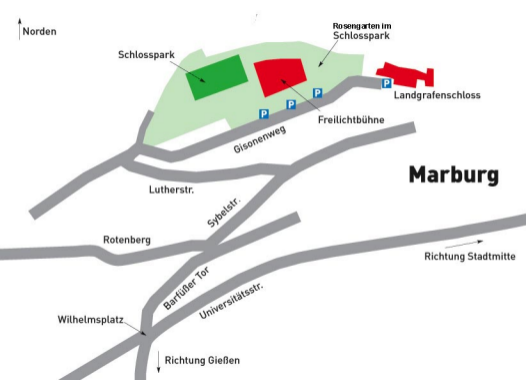 Norden
Rosengarten im
Schlosspark
Schlosspark
P
P
P
P
Landgrafenschloss
Freilichtbühne
Gisonenweg
Marburg
Lutherstr.
Sybelstr.
Rotenberg
Richtung Stadtmitte
Barfüßer Tor
Universitätsstr.
Wilhelmsplatz
Richtung Gießen